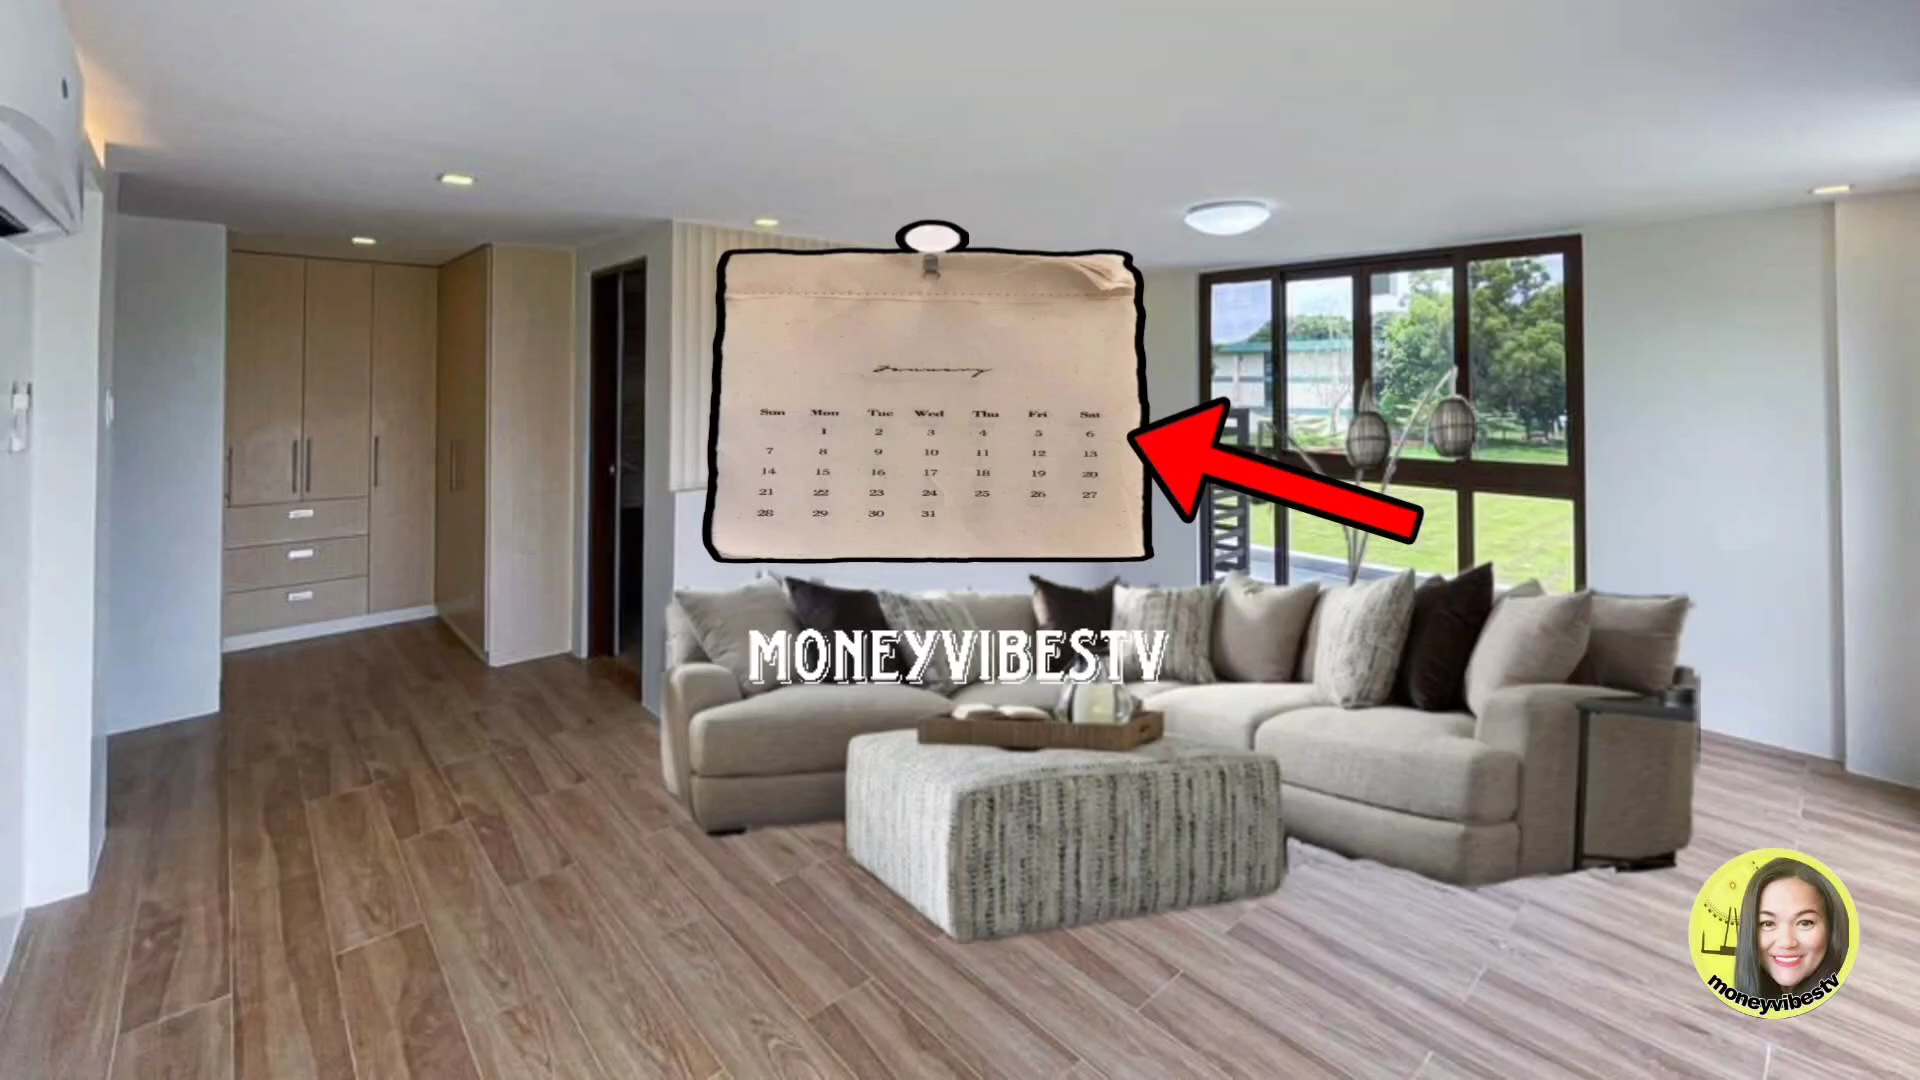 January
Sun Mon Tue Wed Thu Fri Sat
1 2 3 4 5 6
7 8 9 10 11 12 13
14 15 16 17 18 19 20
21 22 23 24 25 26 27
28 29 30 31
MONEYVIBESTV
moneyvibestv